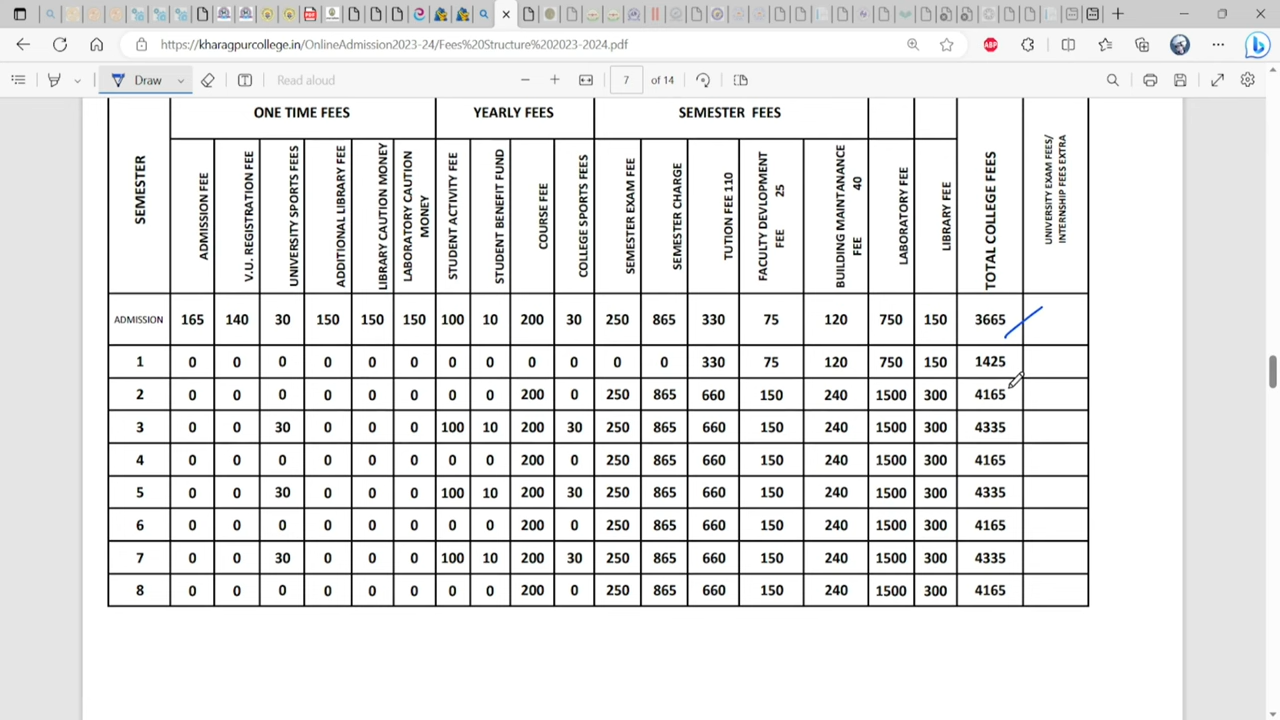 https://kharagpurcollege.in/OnlineAdmission2023-24/Fees%20Structure%202023-2024.pdf
Draw
Read aloud
7 of 14
ONE TIME FEES YEARLY FEES SEMESTER FEES
SEMESTER
ADMISSION FEE
V.U. REGISTRATION FEE
UNIVERSITY SPORTS FEES
ADDITIONAL LIBRARY FEE
LIBRARY CAUTION MONEY
LABORATORY CAUTION
MONEY
STUDENT ACTIVITY FEE
STUDENT BENEFIT FUND
COURSE FEE
COLLEGE SPORTS FEES
SEMESTER EXAM FEE
SEMESTER CHARGE
TUTION FEE 110
FACULTY DEVLOPMENT
FEE 25
BUILDING MAINTANANCE
FEE 40
LABORATORY FEE
LIBRARY FEE
TOTAL COLLEGE FEES
UNIVERSITY EXAM FEES/
INTERNSHIP FEES EXTRA
ADMISSION 165 140 30 150 150 150 100 10 200 30 250 865 330 75 120 750 150 3665
1 0 0 0 0 0 0 0 0 0 0 0 0 330 75 120 750 150 1425
2 0 0 0 0 0 0 0 0 200 0 250 865 660 150 240 1500 300 4165
3 0 0 30 0 0 0 100 10 200 30 250 865 660 150 240 1500 300 4335
4 0 0 0 0 0 0 0 0 200 0 250 865 660 150 240 1500 300 4165
5 0 0 30 0 0 0 100 10 200 30 250 865 660 150 240 1500 300 4335
6 0 0 0 0 0 0 0 0 200 0 250 865 660 150 240 1500 300 4165
7 0 0 30 0 0 0 100 10 200 30 250 865 660 150 240 1500 300 4335
8 0 0 0 0 0 0 0 0 200 0 250 865 660 150 240 1500 300 4165